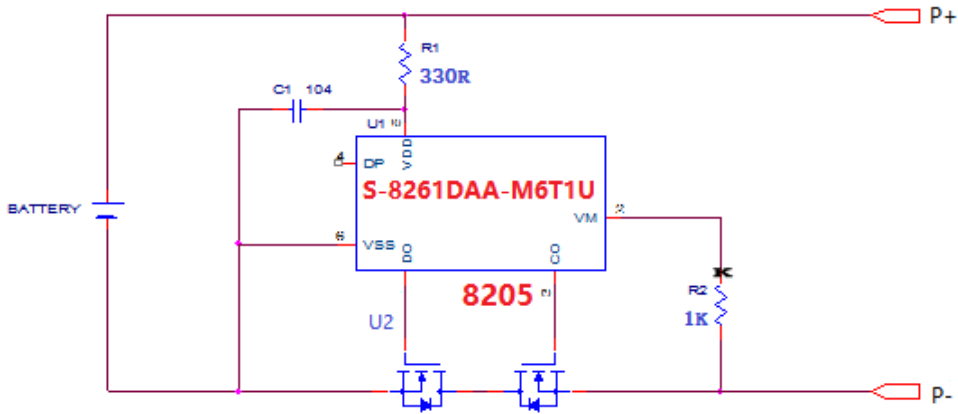 P+
R1
330R
C1 104
U1 5
4
DP
VDD
S-8261DAA-M6T1U
BATTERY
VM
2
6
VSS
DO
CO
8205
3
R2
1K
U2
P-